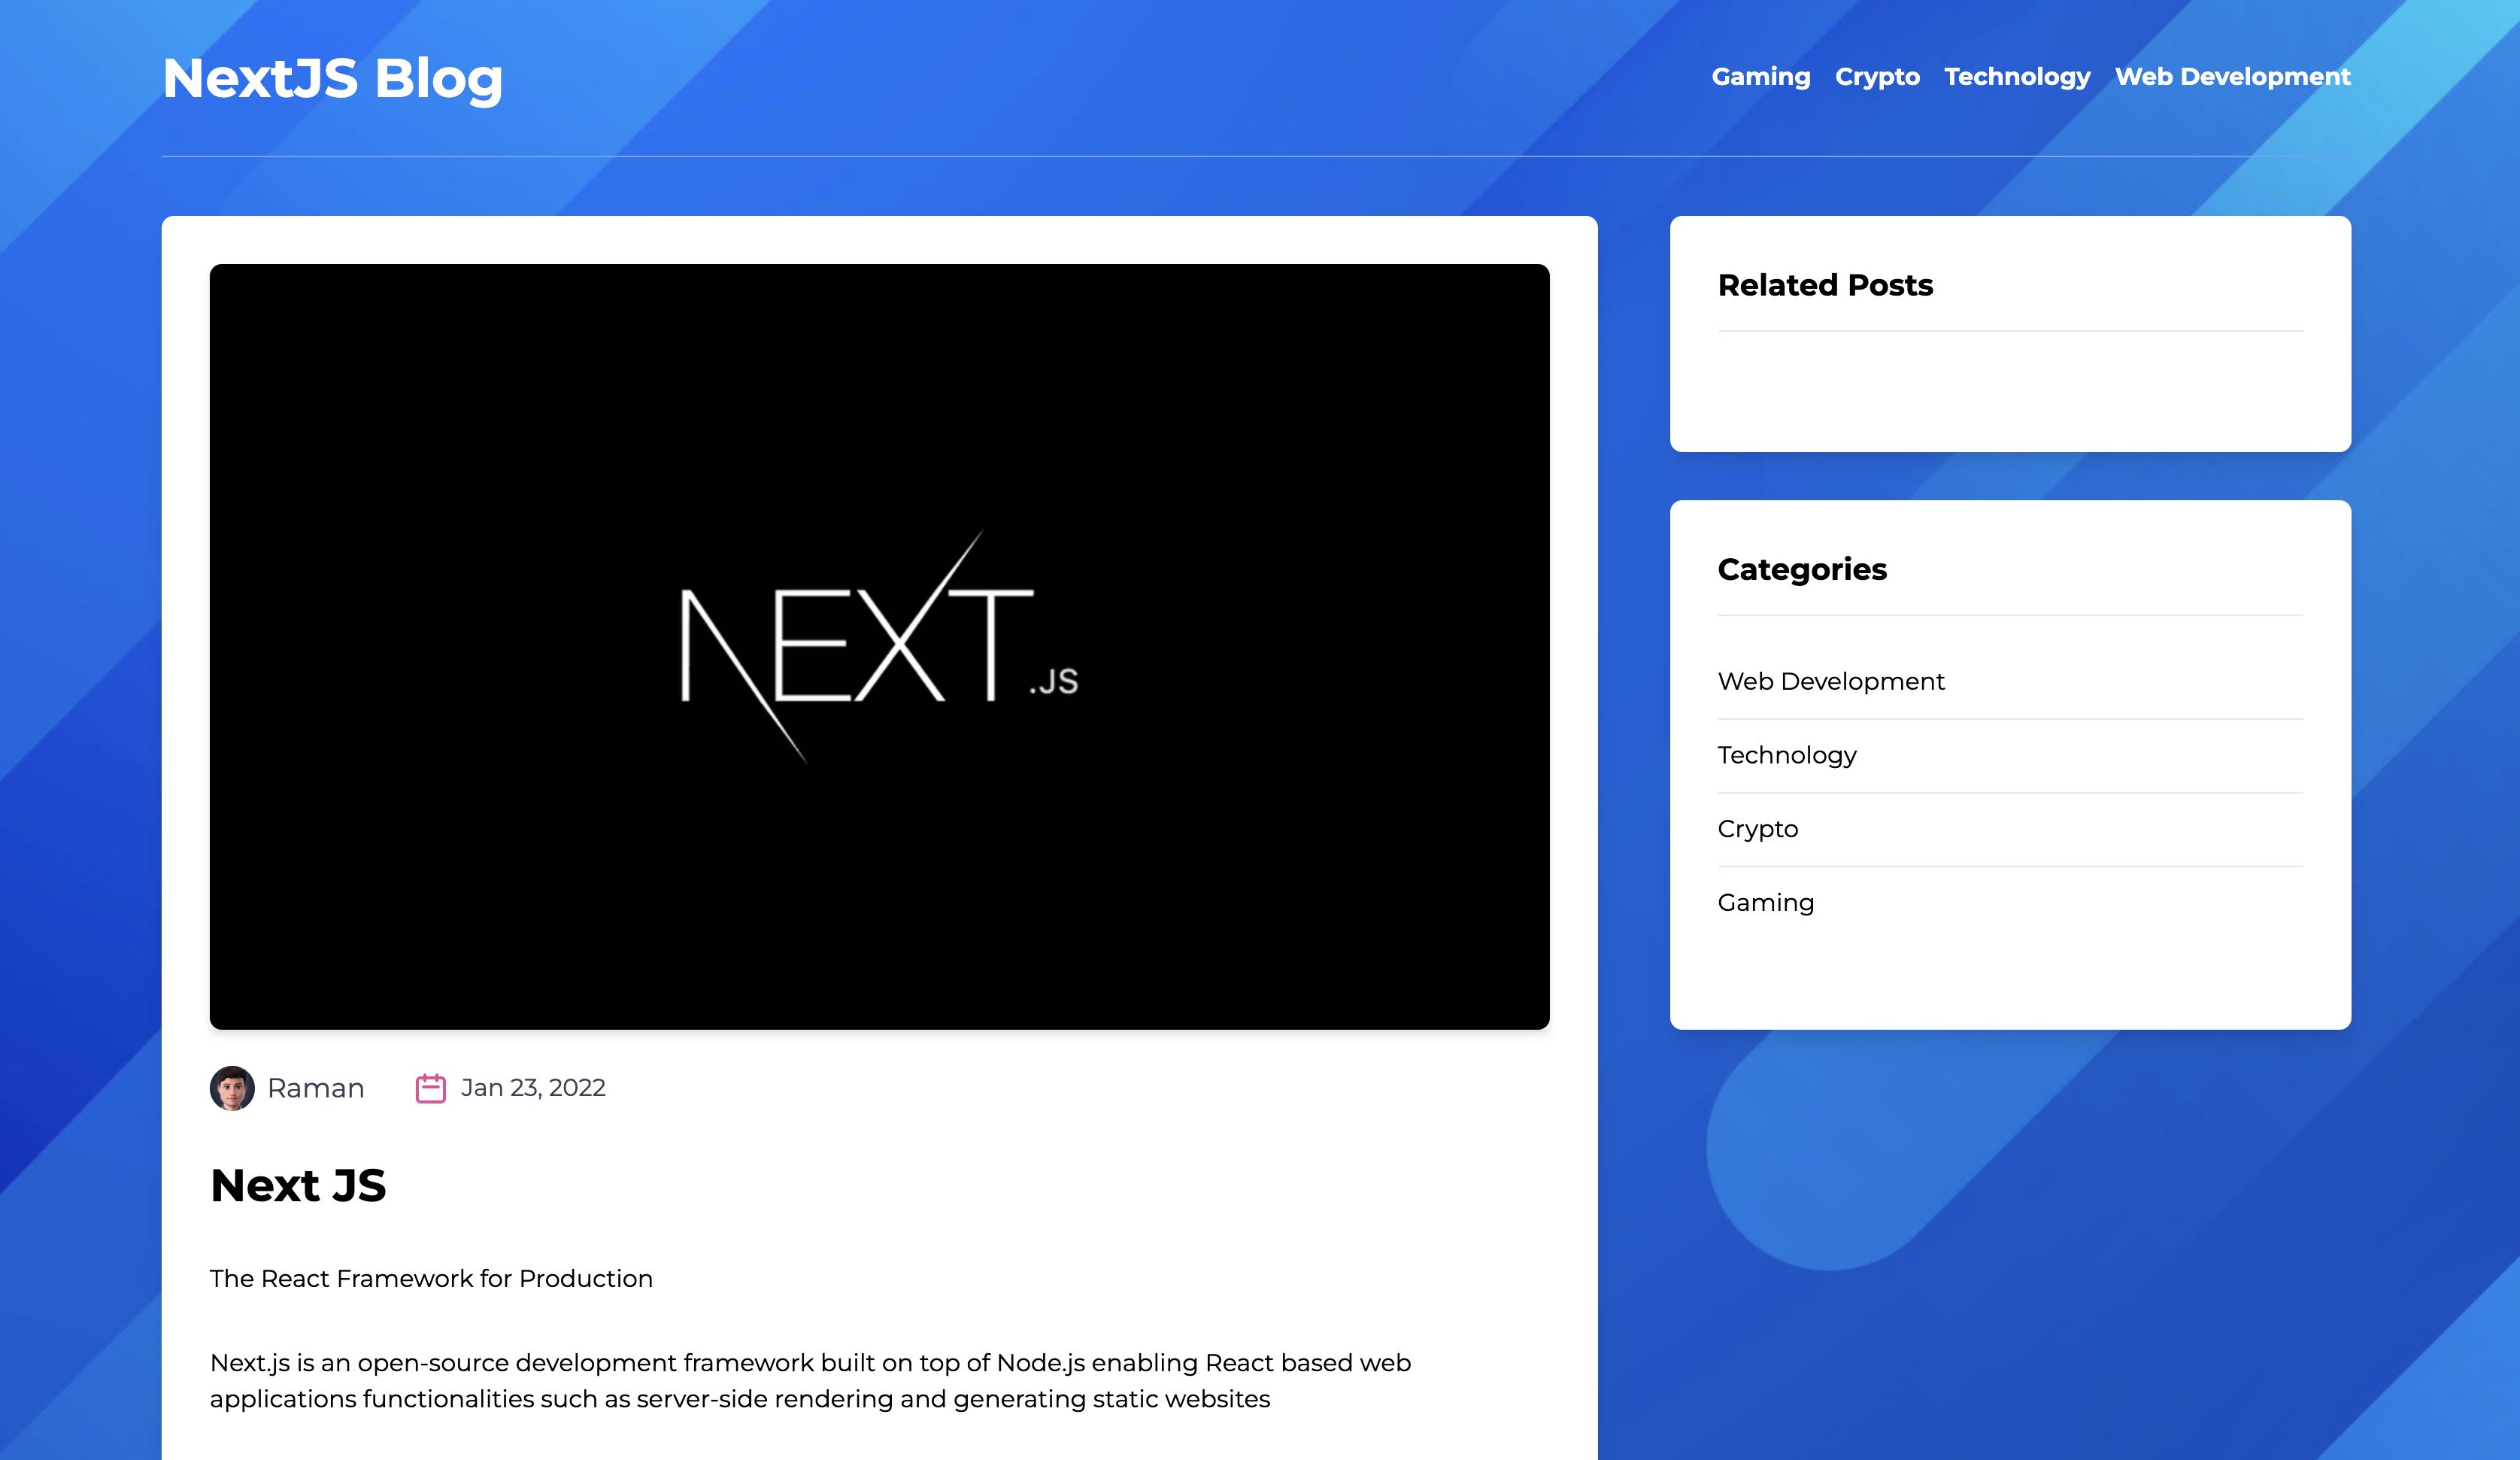 NextJS Blog
Gaming Crypto Technology Web Development
NEXT.JS
Raman Jan 23, 2022
Next JS
The React Framework for Production
Next.js is an open-source development framework built on top of Node.js enabling React based web
applications functionalities such as server-side rendering and generating static websites
Related Posts
Categories
Web Development
Technology
Crypto
Gaming